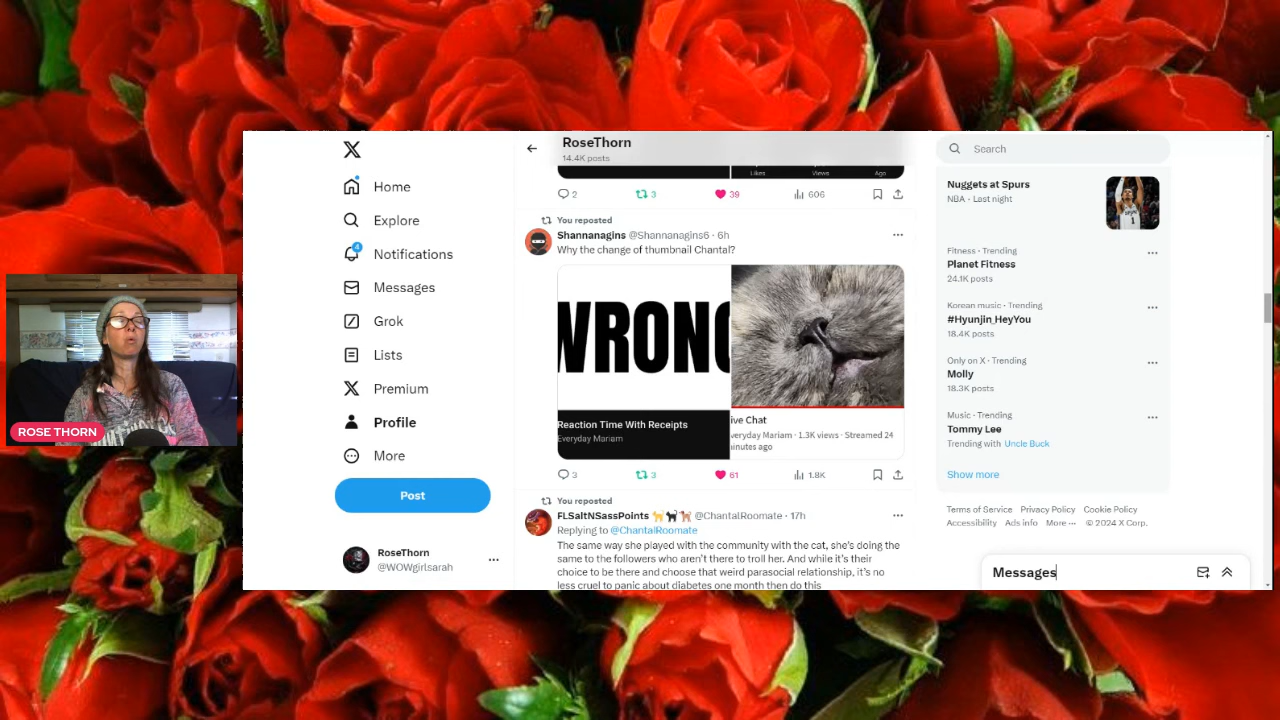 RoseThorn
14.4K posts
Likes Views Ago
2 3 39 606
You reposted
Shannanagins @Shannanagins6 · 6h
Why the change of thumbnail Chantal?
WRONG
Reaction Time With Receipts
Everyday Mariam
ive Chat
veryday Mariam · 1.3K views · Streamed 24
inutes ago
3 3 61 1.8K
You reposted
FLSaltNSassPoints @ChantalRoomate · 17h
Replying to @ChantalRoomate
The same way she played with the community with the cat, she's doing the
same to the followers who aren't there to troll her. And while it's their
choice to be there and choose that weird parasocial relationship, it's no
less cruel to panic about diabetes one month then do this
X
Home
Explore
4
Notifications
Messages
Grok
Lists
Premium
Profile
More
Post
RoseThorn
@WOWgirlsarah
ROSE THORN
Search
Nuggets at Spurs
NBA · Last night
Fitness · Trending
Planet Fitness
24.1K posts
Korean music · Trending
#Hyunjin_HeyYou
18.4K posts
Only on X · Trending
Molly
18.3K posts
Music · Trending
Tommy Lee
Trending with Uncle Buck
Show more
Terms of Service Privacy Policy Cookie Policy
Accessibility Ads info More ··· © 2024 X Corp.
Messages